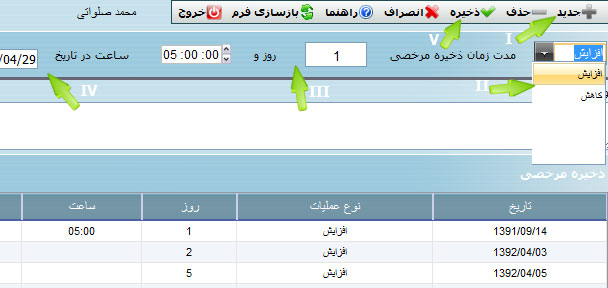 جدید حذف ذخیره انصراف راهنما بازسازی فرم خروج محمد صلواتی
I V
افزایش مدت زمان ذخیره مرخصی 1 روز و 05:00:00 ساعت در تاریخ /04/29
افزایش
II III IV
کاهش
ذخیره مرخصی
تاریخ نوع عملیات روز ساعت
1391/09/14 افزایش 1 05:00
1392/04/03 افزایش 2
1392/04/05 افزایش 5